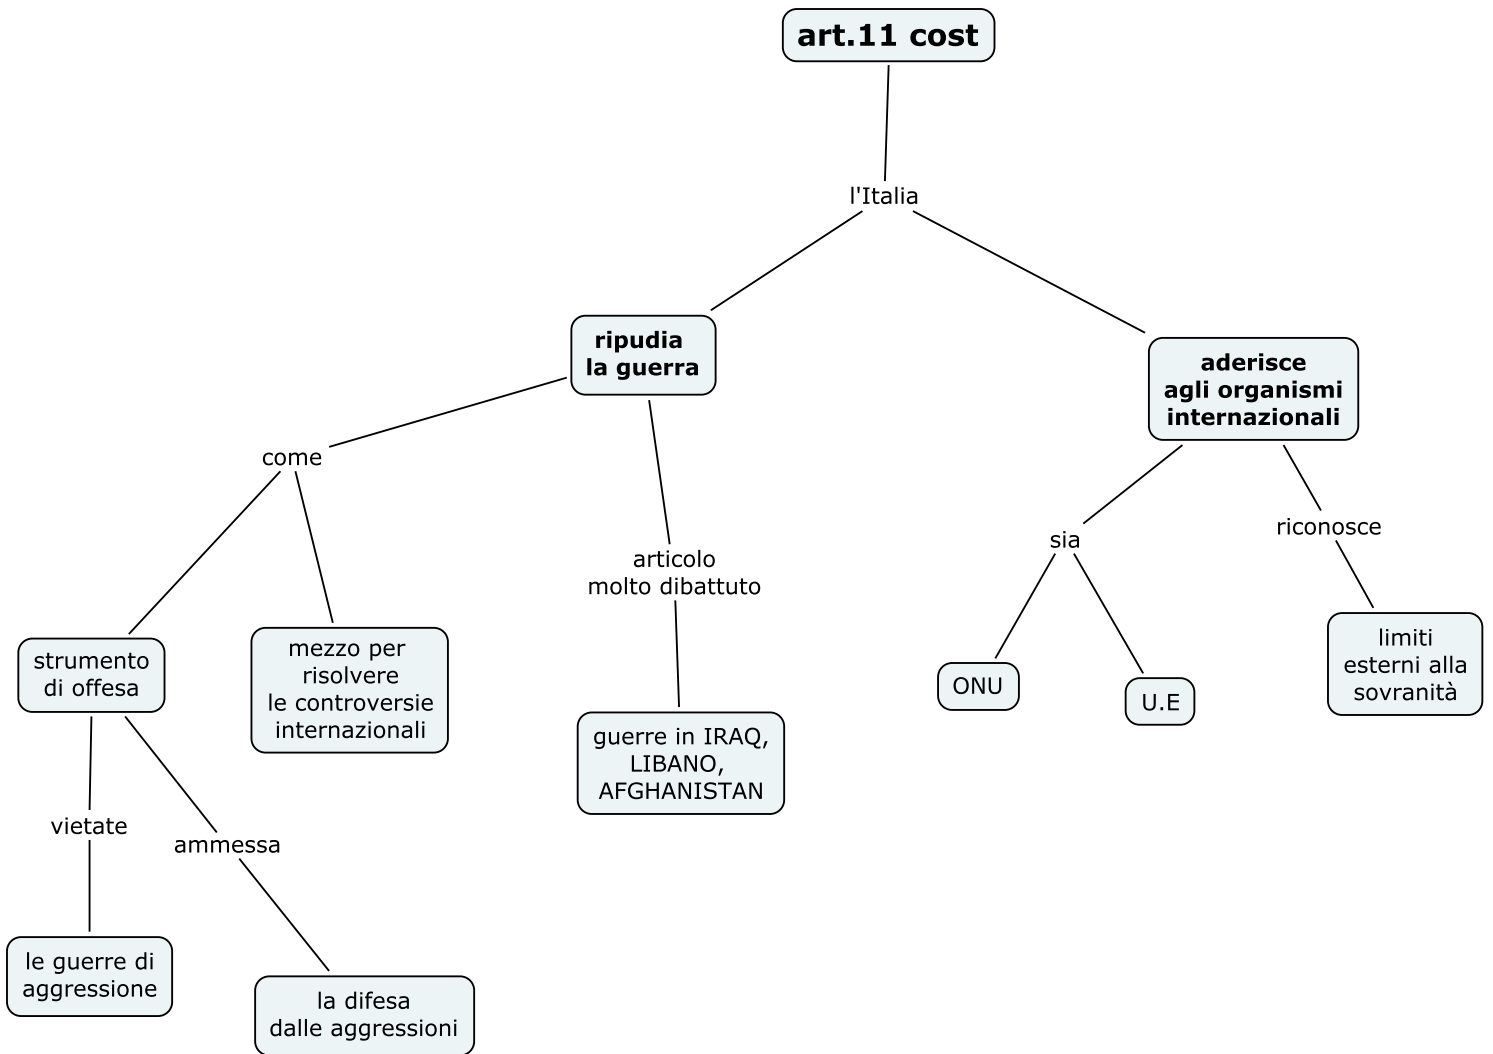 art.11 cost
l'Italia
ripudia
la guerra
aderisce
agli organismi
internazionali
come
articolo
molto dibattuto
sia
riconosce
strumento
di offesa
mezzo per
risolvere
le controversie
internazionali
guerre in IRAQ,
LIBANO,
AFGHANISTAN
ONU
U.E
limiti
esterni alla
sovranità
vietate
ammessa
le guerre di
aggressione
la difesa
dalle aggressioni